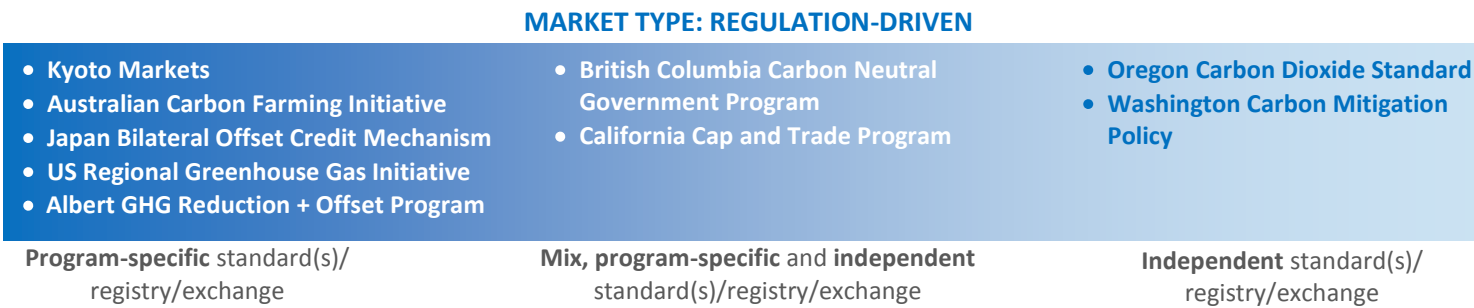 MARKET TYPE: REGULATION-DRIVEN
• Kyoto Markets
• Australian Carbon Farming Initiative
• Japan Bilateral Offset Credit Mechanism
• US Regional Greenhouse Gas Initiative
• Albert GHG Reduction + Offset Program
• British Columbia Carbon Neutral
Government Program
• California Cap and Trade Program
• Oregon Carbon Dioxide Standard
• Washington Carbon Mitigation
Policy
Program-specific standard(s)/
registry/exchange
Mix, program-specific and independent
standard(s)/registry/exchange
Independent standard(s)/
registry/exchange